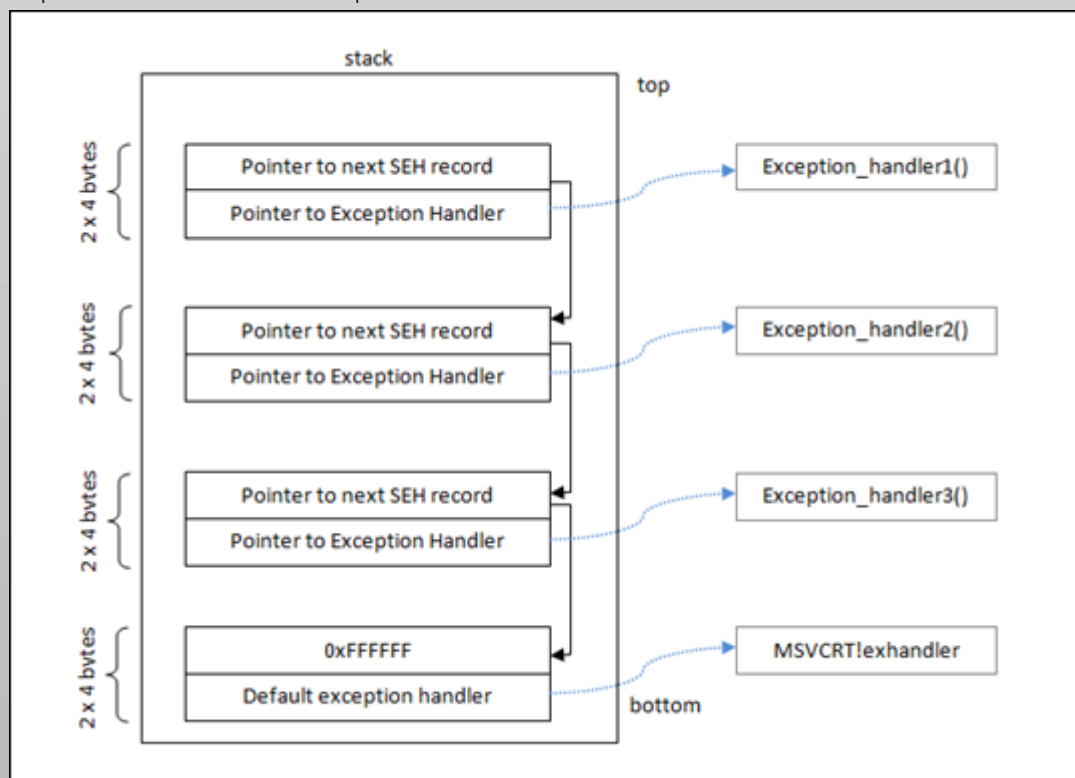 stack
top
2 x 4 bytes
Pointer to next SEH record
Pointer to Exception Handler
Exception_handler1()
2 x 4 bytes
Pointer to next SEH record
Pointer to Exception Handler
Exception_handler2()
2 x 4 bytes
Pointer to next SEH record
Pointer to Exception Handler
Exception_handler3()
2 x 4 bytes
0xFFFFFF
Default exception handler
MSVCRT!exhandler
bottom